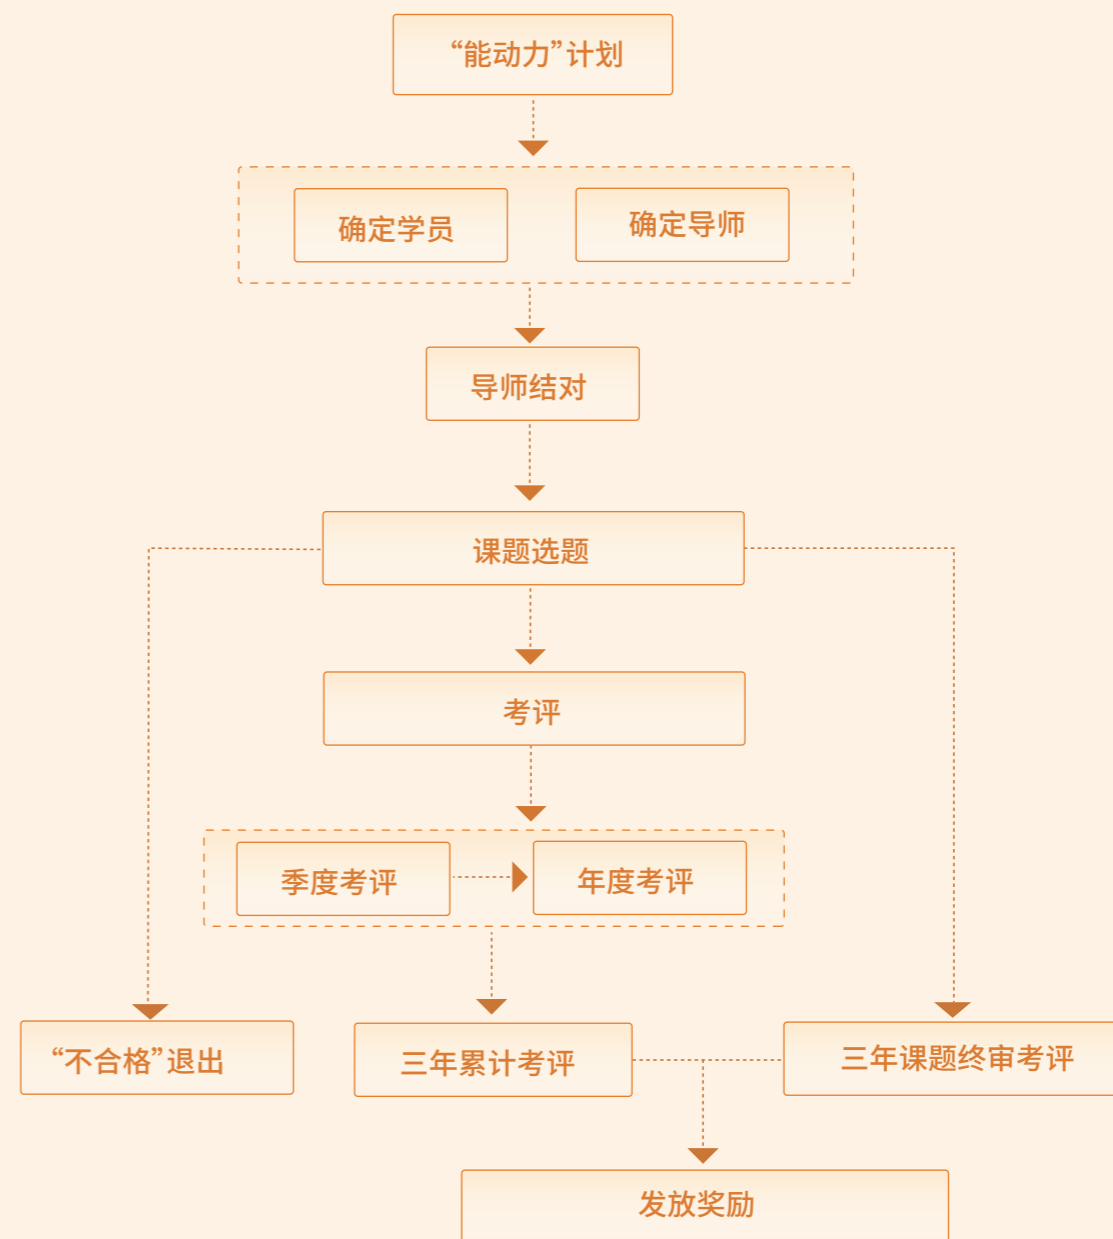 “能动力”计划
确定学员
确定导师
导师结对
课题选题
考评
季度考评
年度考评
“不合格”退出
三年累计考评
三年课题终审考评
发放奖励